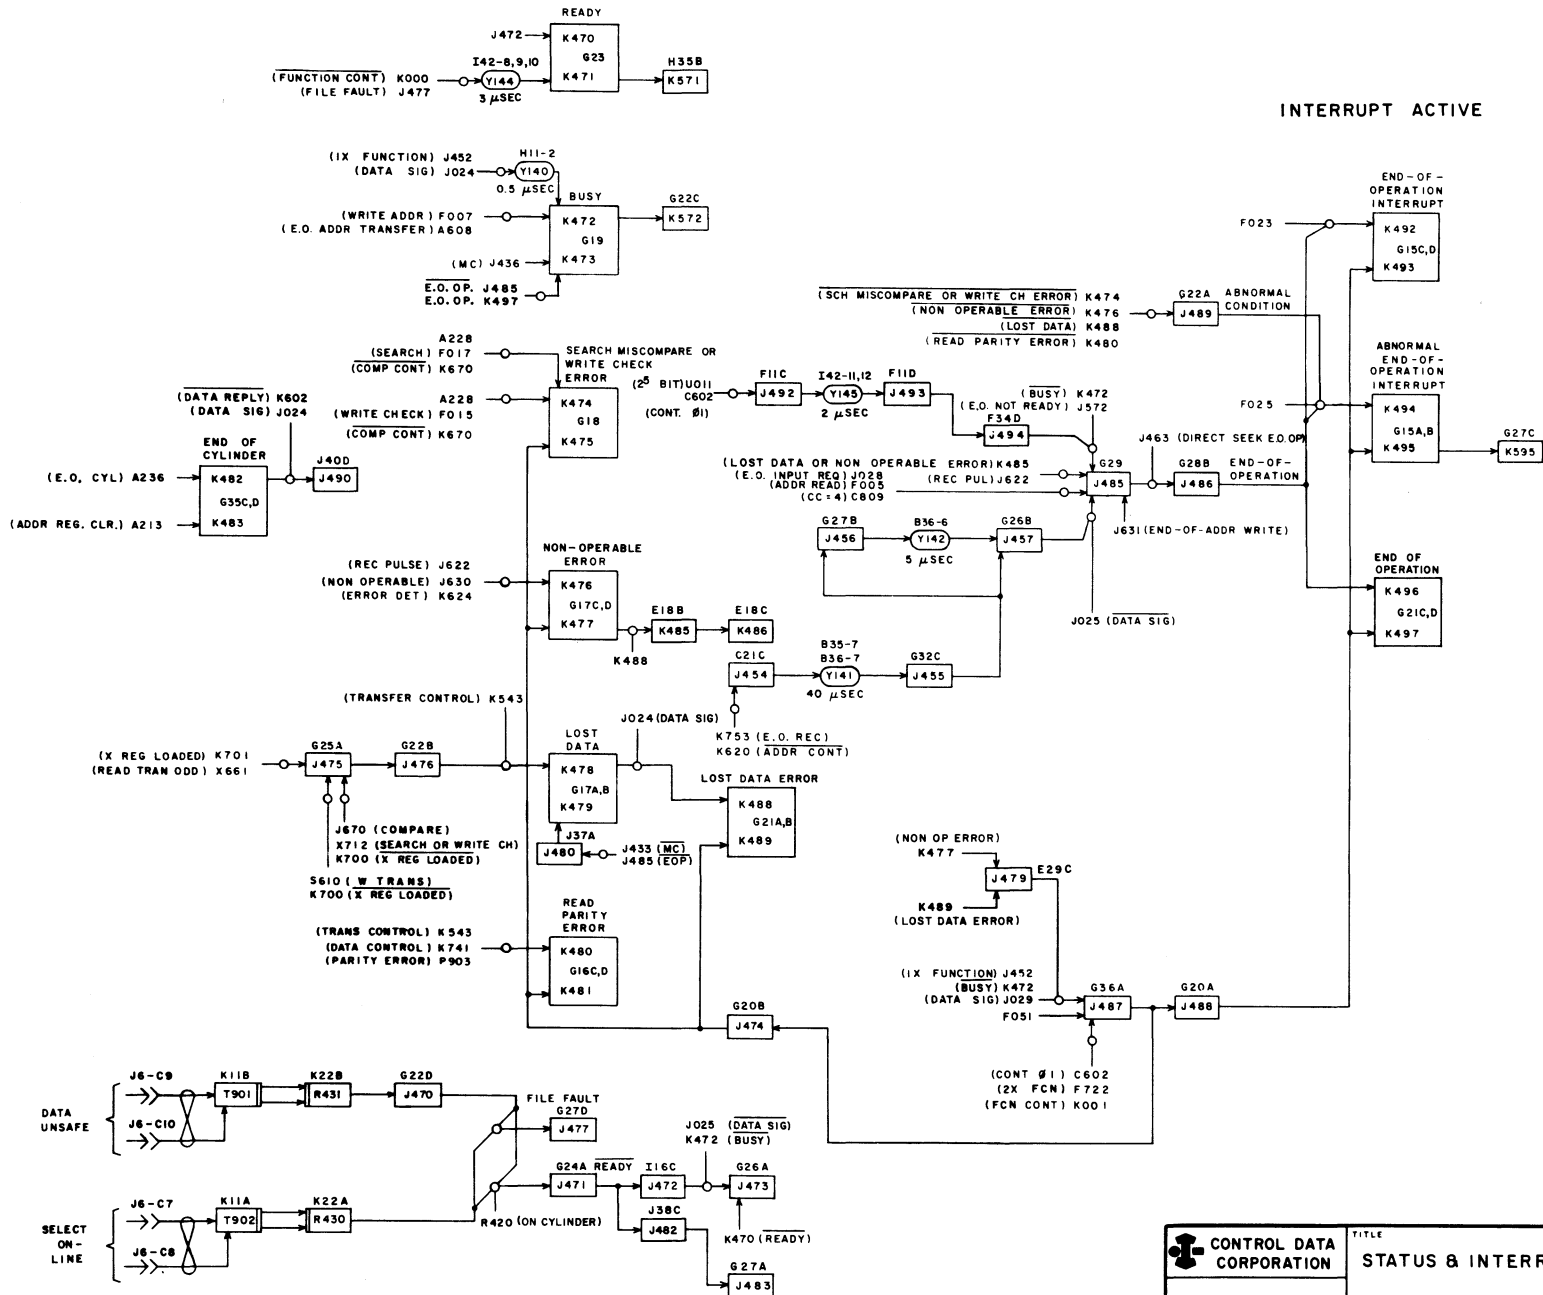 READY
J472
K470
G23
K471
I42-8,9,10
(FUNCTION CONT) K000
(FILE FAULT) J477
Y144
3 µSEC
H35B
K571
INTERRUPT ACTIVE
(1X FUNCTION) J452
(DATA SIG) J024
H11-2
Y140
0.5 µSEC
BUSY
(WRITE ADDR) F007
(E.O. ADDR TRANSFER) A608
K472
G19
K473
(MC) J436
E.O.OP. J485
E.O.OP. K497
G22C
K572
END-OF-
OPERATION
INTERRUPT
F023
K492
G15C,D
K493
(SCH MISCOMPARE OR WRITE CH ERROR) K474
(NON OPERABLE ERROR) K476
(LOST DATA) K488
(READ PARITY ERROR) K480
G22A
J489
ABNORMAL
CONDITION
ABNORMAL
END-OF-
OPERATION
INTERRUPT
F025
K494
G15A,B
K495
G27C
K595
A228
(SEARCH) F017
(COMP CONT) K670
SEARCH MISCOMPARE OR
WRITE CHECK
ERROR
A228
(WRITE CHECK) F015
(COMP CONT) K670
K474
G18
K475
(2⁵ BIT) U011
C602
(CONT. Ø1)
F11C
J492
I42-11,12
Y145
2 µSEC
F11D
J493
(BUSY) K472
(E.O. NOT READY) J572
F34D
J494
(DATA REPLY) K602
(DATA SIG) J024
END OF
CYLINDER
(E.O. CYL) A236
K482
G35C,D
K483
(ADDR REG. CLR.) A213
J40D
J490
(LOST DATA OR NON OPERABLE ERROR) K485
(E.O. INPUT REQ) J028
(REC PUL) J622
(ADDR READ) F005
(CC=4) C809
G29
J485
J463 (DIRECT SEEK E.O.OP)
G28B
J486
END-OF-
OPERATION
J631 (END-OF-ADDR WRITE)
J025 (DATA SIG)
G27B
J456
B36-6
Y142
5 µSEC
G26B
J457
END OF
OPERATION
K496
G21C,D
K497
NON-OPERABLE
ERROR
(REC PULSE) J622
(NON OPERABLE) J630
(ERROR DET) K624
K476
G17C,D
K477
K488
E18B
K485
E18C
K486
C21C
J454
B35-7
B36-7
Y141
40 µSEC
G32C
J455
K753 (E.O. REC)
K620 (ADDR CONT)
(TRANSFER CONTROL) K543
J024 (DATA SIG)
(X REG LOADED) K701
(READ TRAN ODD) X661
G25A
J475
G22B
J476
LOST
DATA
K478
G17A,B
K479
J37A
J480
J433 (MC)
J485 (EOP)
J670 (COMPARE)
X712 (SEARCH OR WRITE CH)
K700 (X REG LOADED)
S610 (W TRANS)
K700 (X REG LOADED)
LOST DATA ERROR
K488
G21A,B
K489
(NON OP ERROR)
K477
J479
E29C
K489
(LOST DATA ERROR)
READ
PARITY
ERROR
(TRANS CONTROL) K543
(DATA CONTROL) K741
(PARITY ERROR) P903
K480
G16C,D
K481
G20B
J474
(1X FUNCTION) J452
(BUSY) K472
(DATA SIG) J029
F051
G36A
J487
G20A
J488
(CONT Ø1) C602
(2X FCN) F722
(FCN CONT) K001
DATA
UNSAFE
J6-C9
J6-C10
K11B
T901
K22B
R431
G22D
J470
FILE FAULT
G27D
J477
J025 (DATA SIG)
K472 (BUSY)
SELECT
ON-
LINE
J6-C7
J6-C8
K11A
T902
K22A
R430
R420 (ON CYLINDER)
G24A
J471
READY
I16C
J472
G26A
J473
K470 (READY)
J38C
J482
G27A
J483
CONTROL DATA
CORPORATION
TITLE
STATUS & INTERR